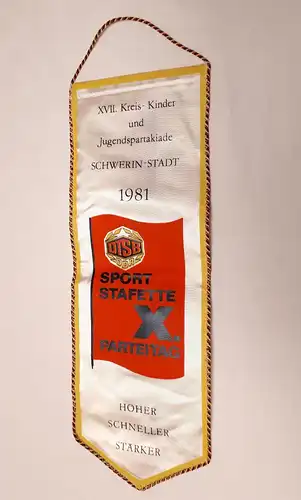 XVII. Kreis- Kinder
und
Jugendspartakiade
SCHWERIN-STADT
1981
DTSB
SPORT
STAFETTE
X.
PARTEITAG
HÖHER
SCHNELLER
STÄRKER